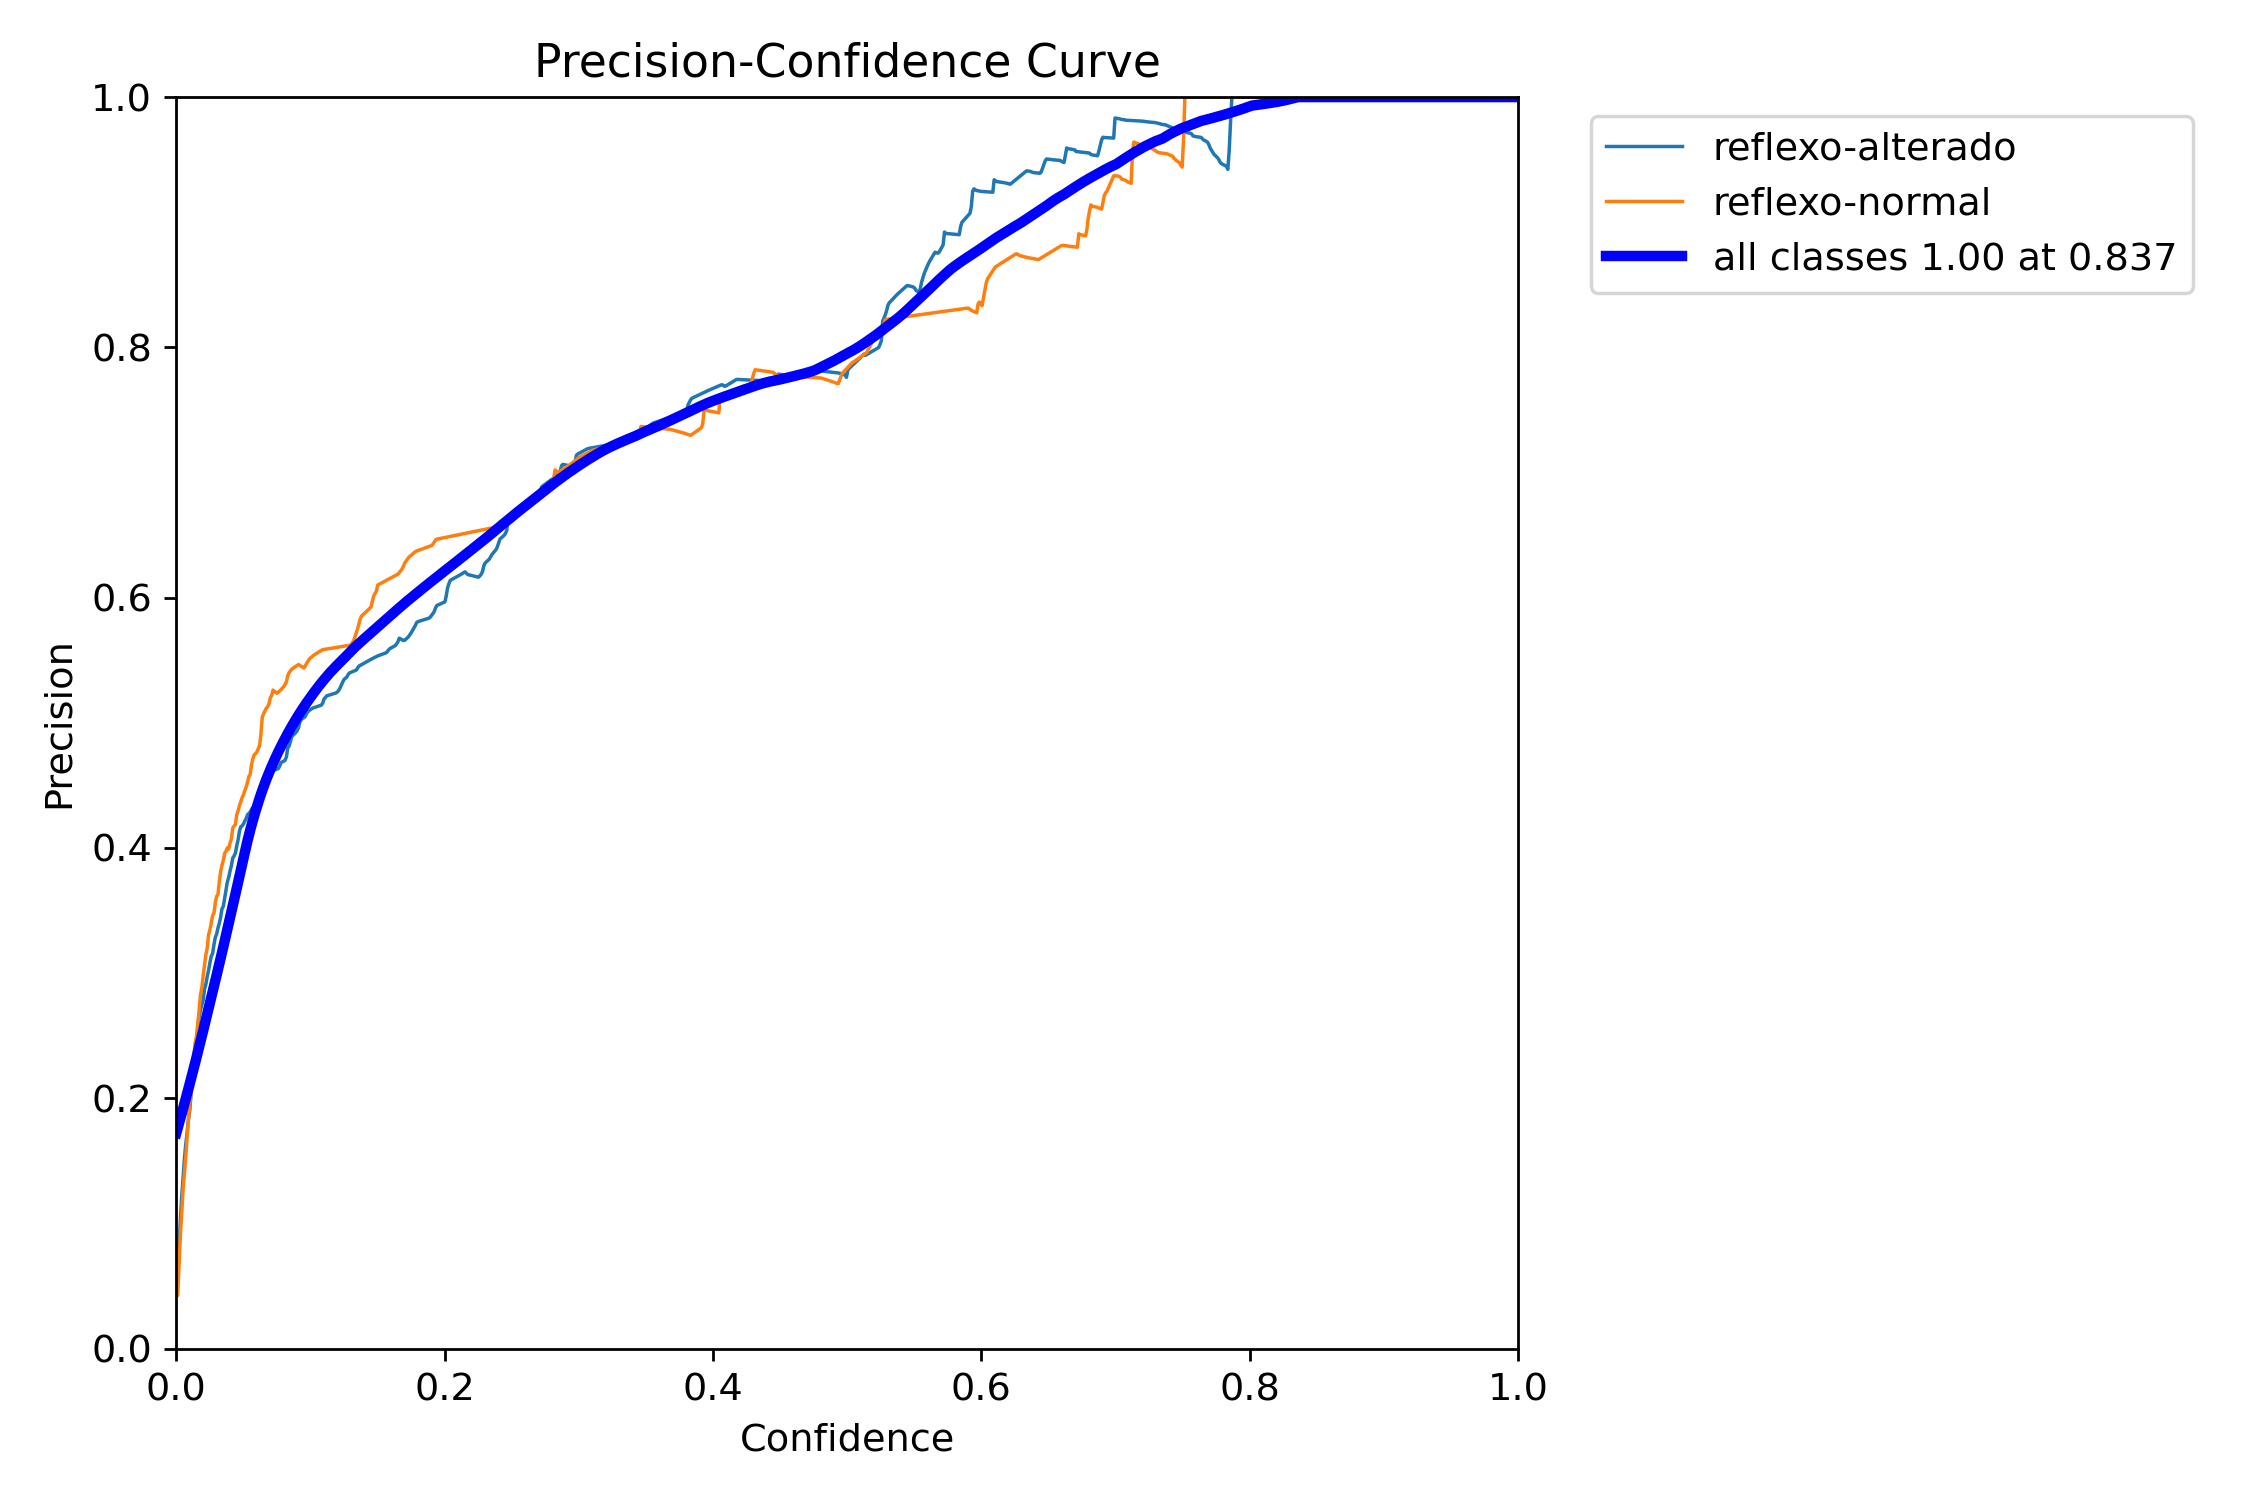 Precision-Confidence Curve
1.0
0.8
0.6
0.4
0.2
0.0
Precision
0.0 0.2 0.4 0.6 0.8 1.0
Confidence
reflexo-alterado
reflexo-normal
all classes 1.00 at 0.837